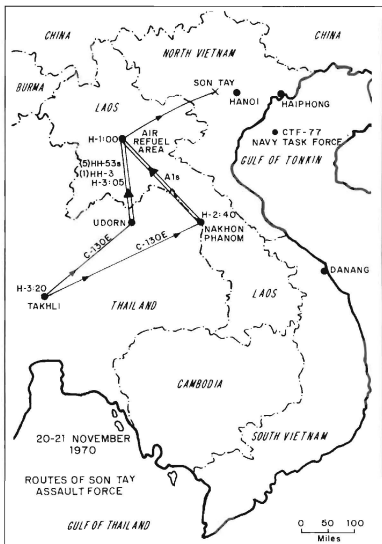 CHINA
CHINA
NORTH VIETNAM
BURMA
SON TAY
HANOI
HAIPHONG
LAOS
H-1:00
AIR
REFUEL
AREA
CTF-77
NAVY TASK FORCE
GULF OF TONKIN
(5) HH-53s
(1) HH-3
H-3:05
A1s
H-2:40
UDORN
NAKHON
PHANOM
C-130E
C-130E
H-3:20
TAKHLI
THAILAND
LAOS
DANANG
CAMBODIA
20-21 NOVEMBER
1970
SOUTH VIETNAM
ROUTES OF SON TAY
ASSAULT FORCE
GULF OF THAILAND
0 50 100
Miles